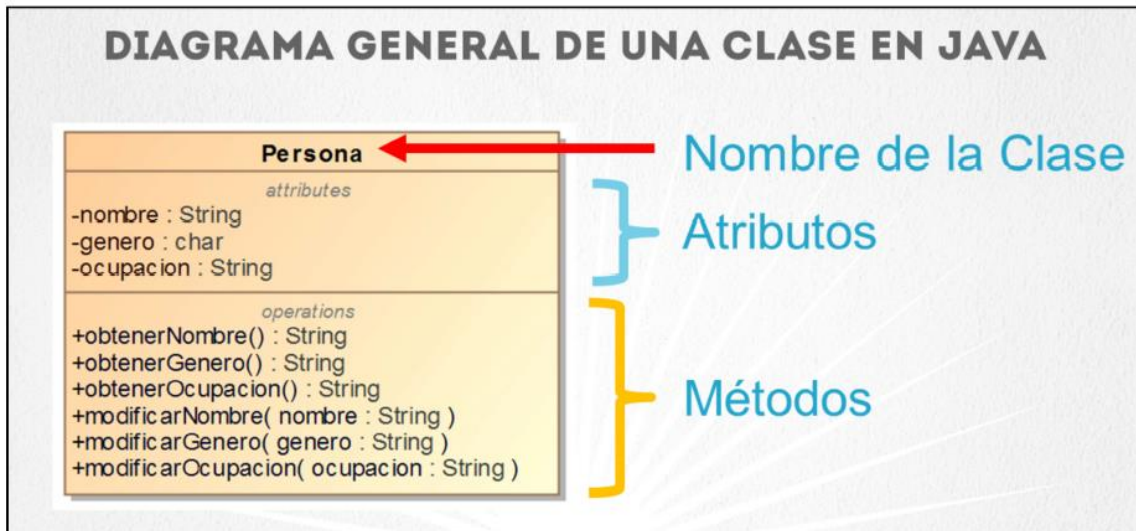 DIAGRAMA GENERAL DE UNA CLASE EN JAVA
Persona
Nombre de la Clase
attributes
-nombre : String
-genero : char
-ocupacion : String
Atributos
operations
+obtenerNombre() : String
+obtenerGenero() : String
+obtenerOcupacion() : String
+modificarNombre( nombre : String )
+modificarGenero( genero : String )
+modificarOcupacion( ocupacion : String )
Métodos